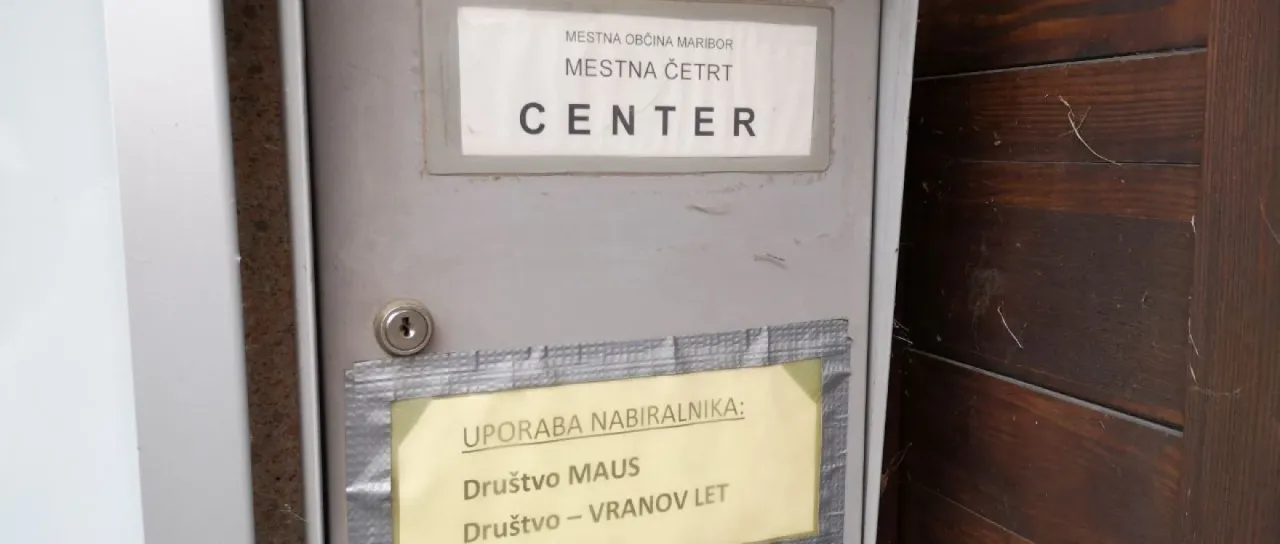 MESTNA OBČINA MARIBOR
MESTNA ČETRT
CENTER
UPORABA NABIRALNIKA:
Društvo MAUS
Društvo – VRANOV LET